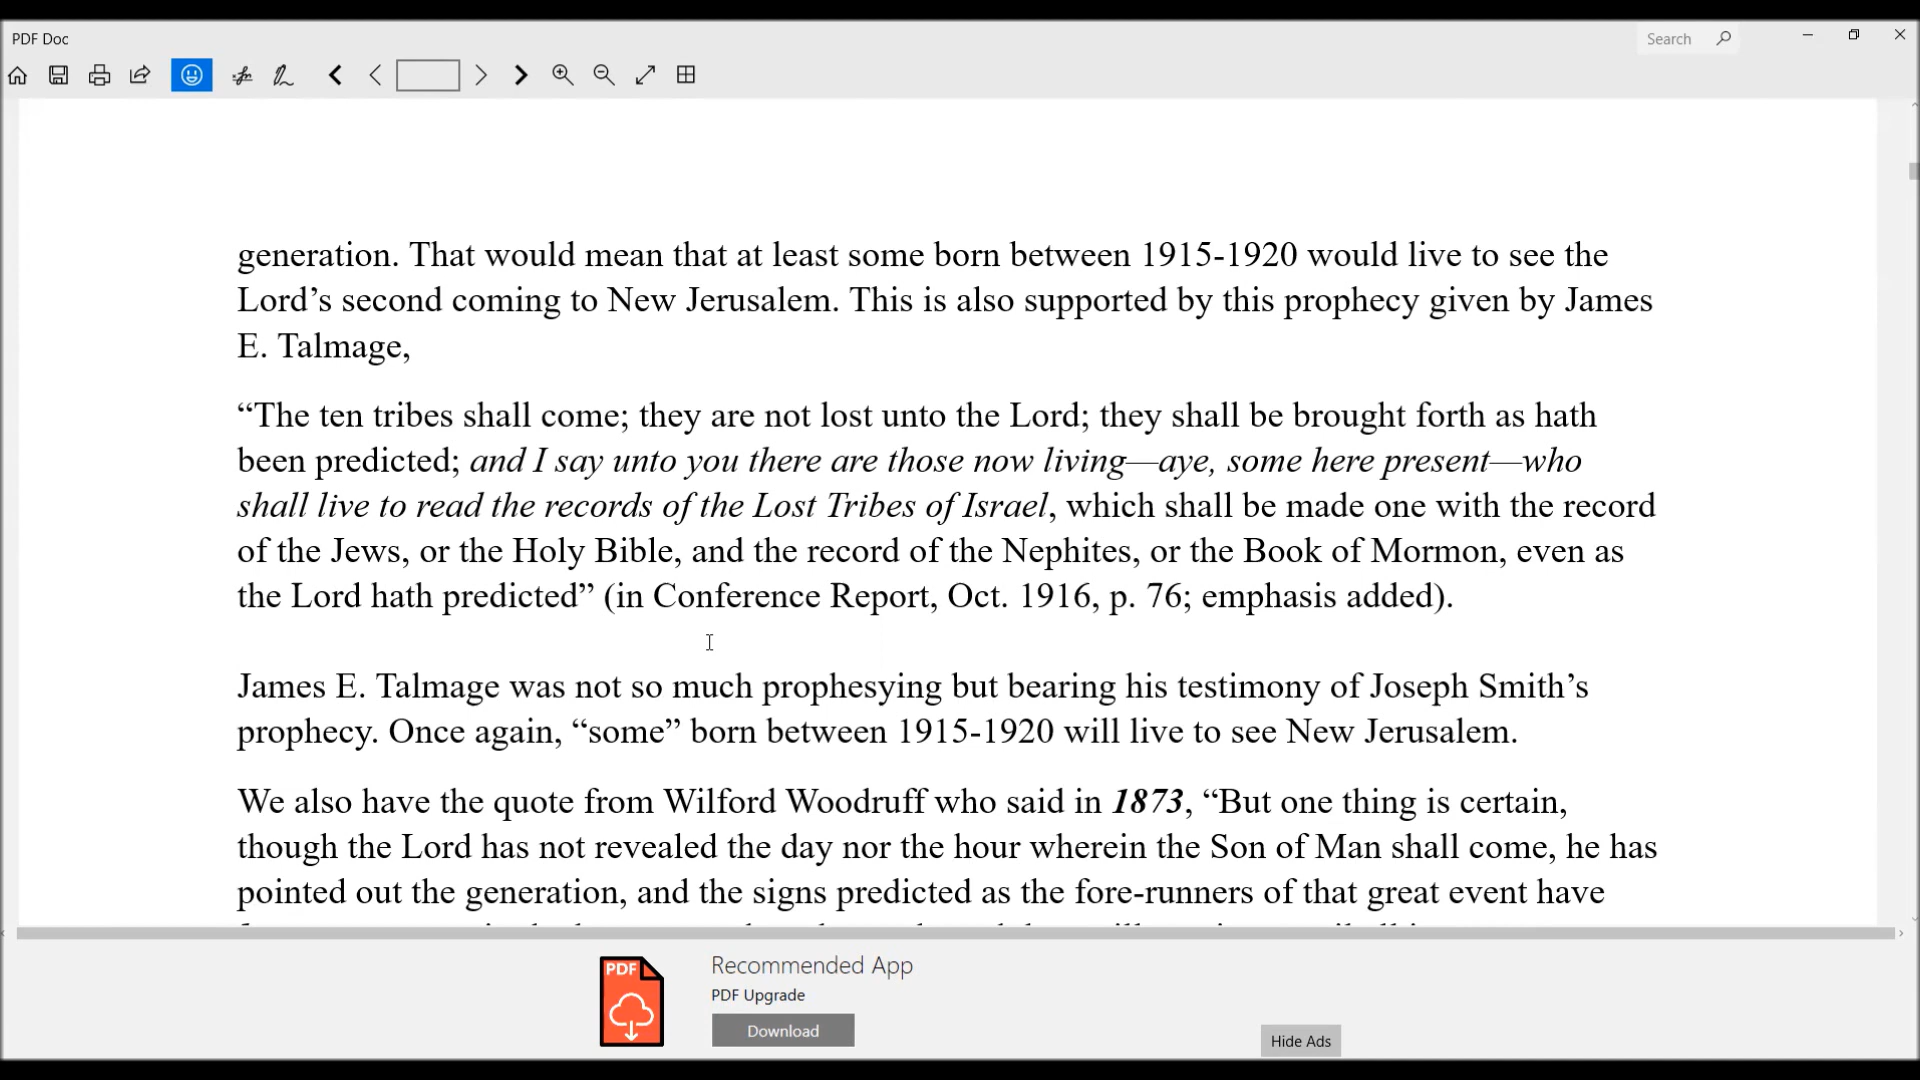 PDF Doc
Search
generation. That would mean that at least some born between 1915-1920 would live to see the
Lord’s second coming to New Jerusalem. This is also supported by this prophecy given by James
E. Talmage,
“The ten tribes shall come; they are not lost unto the Lord; they shall be brought forth as hath
been predicted; and I say unto you there are those now living—aye, some here present—who
shall live to read the records of the Lost Tribes of Israel, which shall be made one with the record
of the Jews, or the Holy Bible, and the record of the Nephites, or the Book of Mormon, even as
the Lord hath predicted” (in Conference Report, Oct. 1916, p. 76; emphasis added).
James E. Talmage was not so much prophesying but bearing his testimony of Joseph Smith’s
prophecy. Once again, “some” born between 1915-1920 will live to see New Jerusalem.
We also have the quote from Wilford Woodruff who said in 1873, “But one thing is certain,
though the Lord has not revealed the day nor the hour wherein the Son of Man shall come, he has
pointed out the generation, and the signs predicted as the fore-runners of that great event have
PDF
Recommended App
PDF Upgrade
Download
Hide Ads